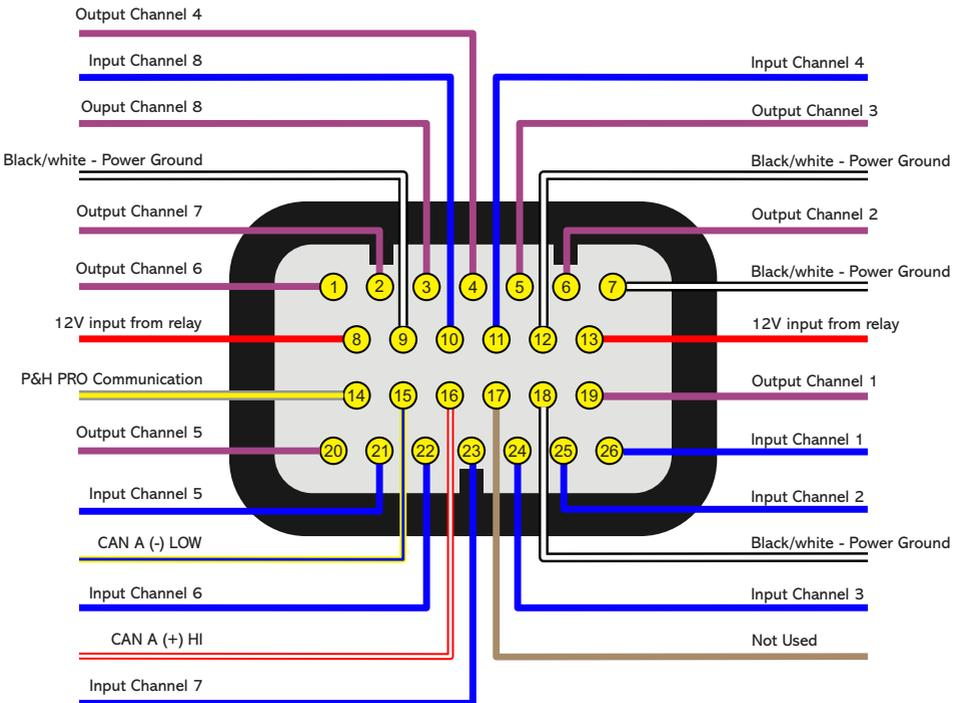 Output Channel 4
Input Channel 8
Input Channel 4
Ouput Channel 8
Output Channel 3
Black/white - Power Ground
Black/white - Power Ground
Output Channel 7
Output Channel 2
Output Channel 6
Black/white - Power Ground
1 2 3 4 5 6 7
12V input from relay
12V input from relay
8 9 10 11 12 13
P&H PRO Communication
Output Channel 1
14 15 16 17 18 19
Output Channel 5
Input Channel 1
20 21 22 23 24 25 26
Input Channel 5
Input Channel 2
CAN A (-) LOW
Black/white - Power Ground
Input Channel 6
Input Channel 3
CAN A (+) HI
Not Used
Input Channel 7